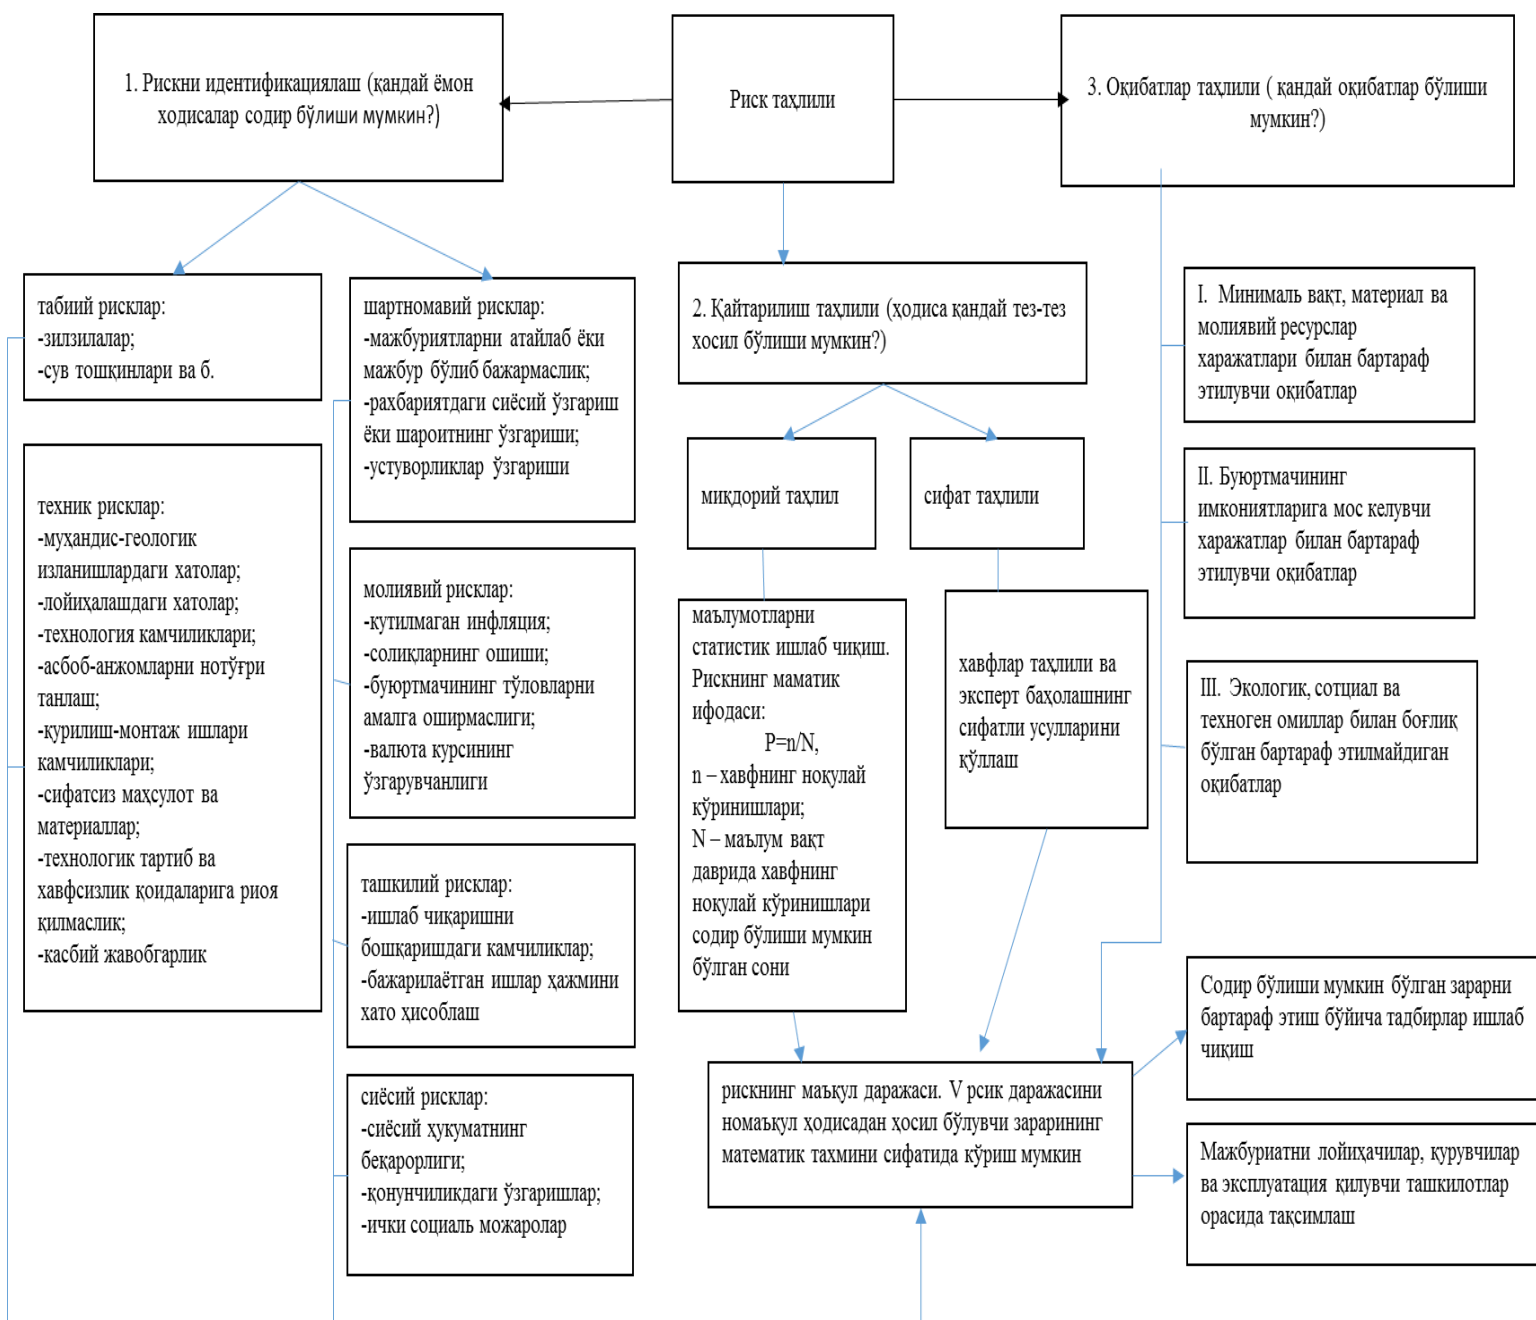 1. Рискни идентификациялаш (қандай ёмон
ходисалар содир бўлиши мумкин?)
Риск таҳлили
3. Оқибатлар таҳлили ( қандай оқибатлар бўлиши
мумкин?)
табиий рисклар:
-зилзилалар;
-сув тошқинлари ва б.
техник рисклар:
-муҳандис-геологик
изланишлардаги хатолар;
-лойиҳалашдаги хатолар;
-технология камчиликлари;
-асбоб-анжомларни нотўғри
танлаш;
-қурилиш-монтаж ишлари
камчиликлари;
-сифатсиз маҳсулот ва
материаллар;
-технологик тартиб ва
хавфсизлик қоидаларига риоя
қилмаслик;
-касбий жавобгарлик
шартномавий рисклар:
-мажбуриятларни атайлаб ёки
мажбур бўлиб бажармаслик;
-рахбариятдаги сиёсий ўзгариш
ёки шароитнинг ўзгариши;
-устуворликлар ўзгариши
молиявий рисклар:
-кутилмаган инфляция;
-солиқларнинг ошиши;
-буюртмачининг тўловларни
амалга оширмаслиги;
-валюта курсининг
ўзгарувчанлиги
ташкилий рисклар:
-ишлаб чиқаришни
бошқаришдаги камчиликлар;
-бажарилаётган ишлар ҳажмини
хато ҳисоблаш
сиёсий рисклар:
-сиёсий ҳукуматнинг
беқарорлиги;
-қонунчиликдаги ўзгаришлар;
-ички социаль можаролар
2. Қайтарилиш таҳлили (ҳодиса қандай тез-тез
хосил бўлиши мумкин?)
миқдорий таҳлил
сифат таҳлили
маълумотларни
статистик ишлаб чиқиш.
Рискнинг маматик
ифодаси:
P=n/N,
n – хавфнинг ноқулай
кўринишлари;
N – маълум вақт
даврида хавфнинг
ноқулай кўринишлари
содир бўлиши мумкин
бўлган сони
хавфлар таҳлили ва
эксперт баҳолашнинг
сифатли усулларини
қўллаш
рискнинг маъқул даражаси. V рсик даражасини
номаъқул ҳодисадан ҳосил бўлувчи зарарининг
математик тахмини сифатида кўриш мумкин
I. Минималь вақт, материал ва
молиявий ресурслар
харажатлари билан бартараф
этилувчи оқибатлар
II. Буюртмачининг
имкониятларига мос келувчи
харажатлар билан бартараф
этилувчи оқибатлар
III. Экологик, сотциал ва
техноген омиллар билан боғлиқ
бўлган бартараф этилмайдиган
оқибатлар
Содир бўлиши мумкин бўлган зарарни
бартараф этиш бўйича тадбирлар ишлаб
чиқиш
Мажбуриатни лойиҳачилар, қурувчилар
ва эксплуатация қилувчи ташкилотлар
орасида тақсимлаш